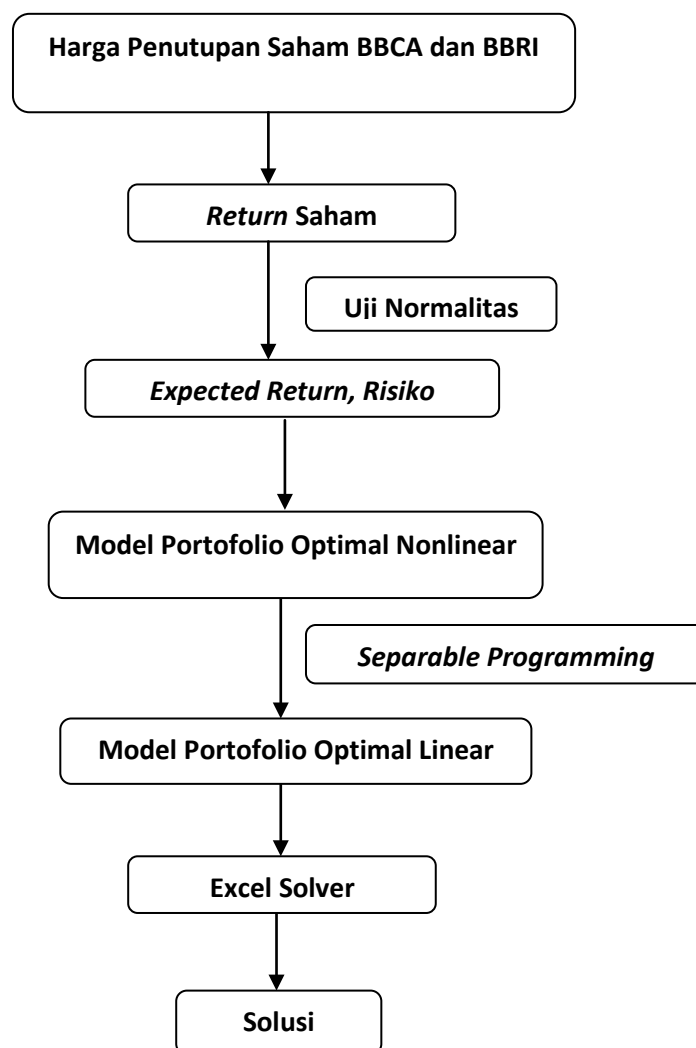 Harga Penutupan Saham BBCA dan BBRI
Return Saham
Uji Normalitas
Expected Return, Risiko
Model Portofolio Optimal Nonlinear
Separable Programming
Model Portofolio Optimal Linear
Excel Solver
Solusi